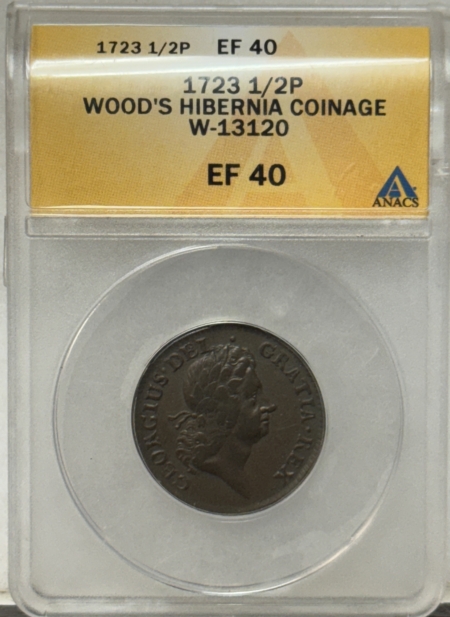 1723 1/2P EF 40
1723 1/2P
WOOD'S HIBERNIA COINAGE
W-13120
EF 40
ANACS
GEORGIUS·DEI GRATIA·REX